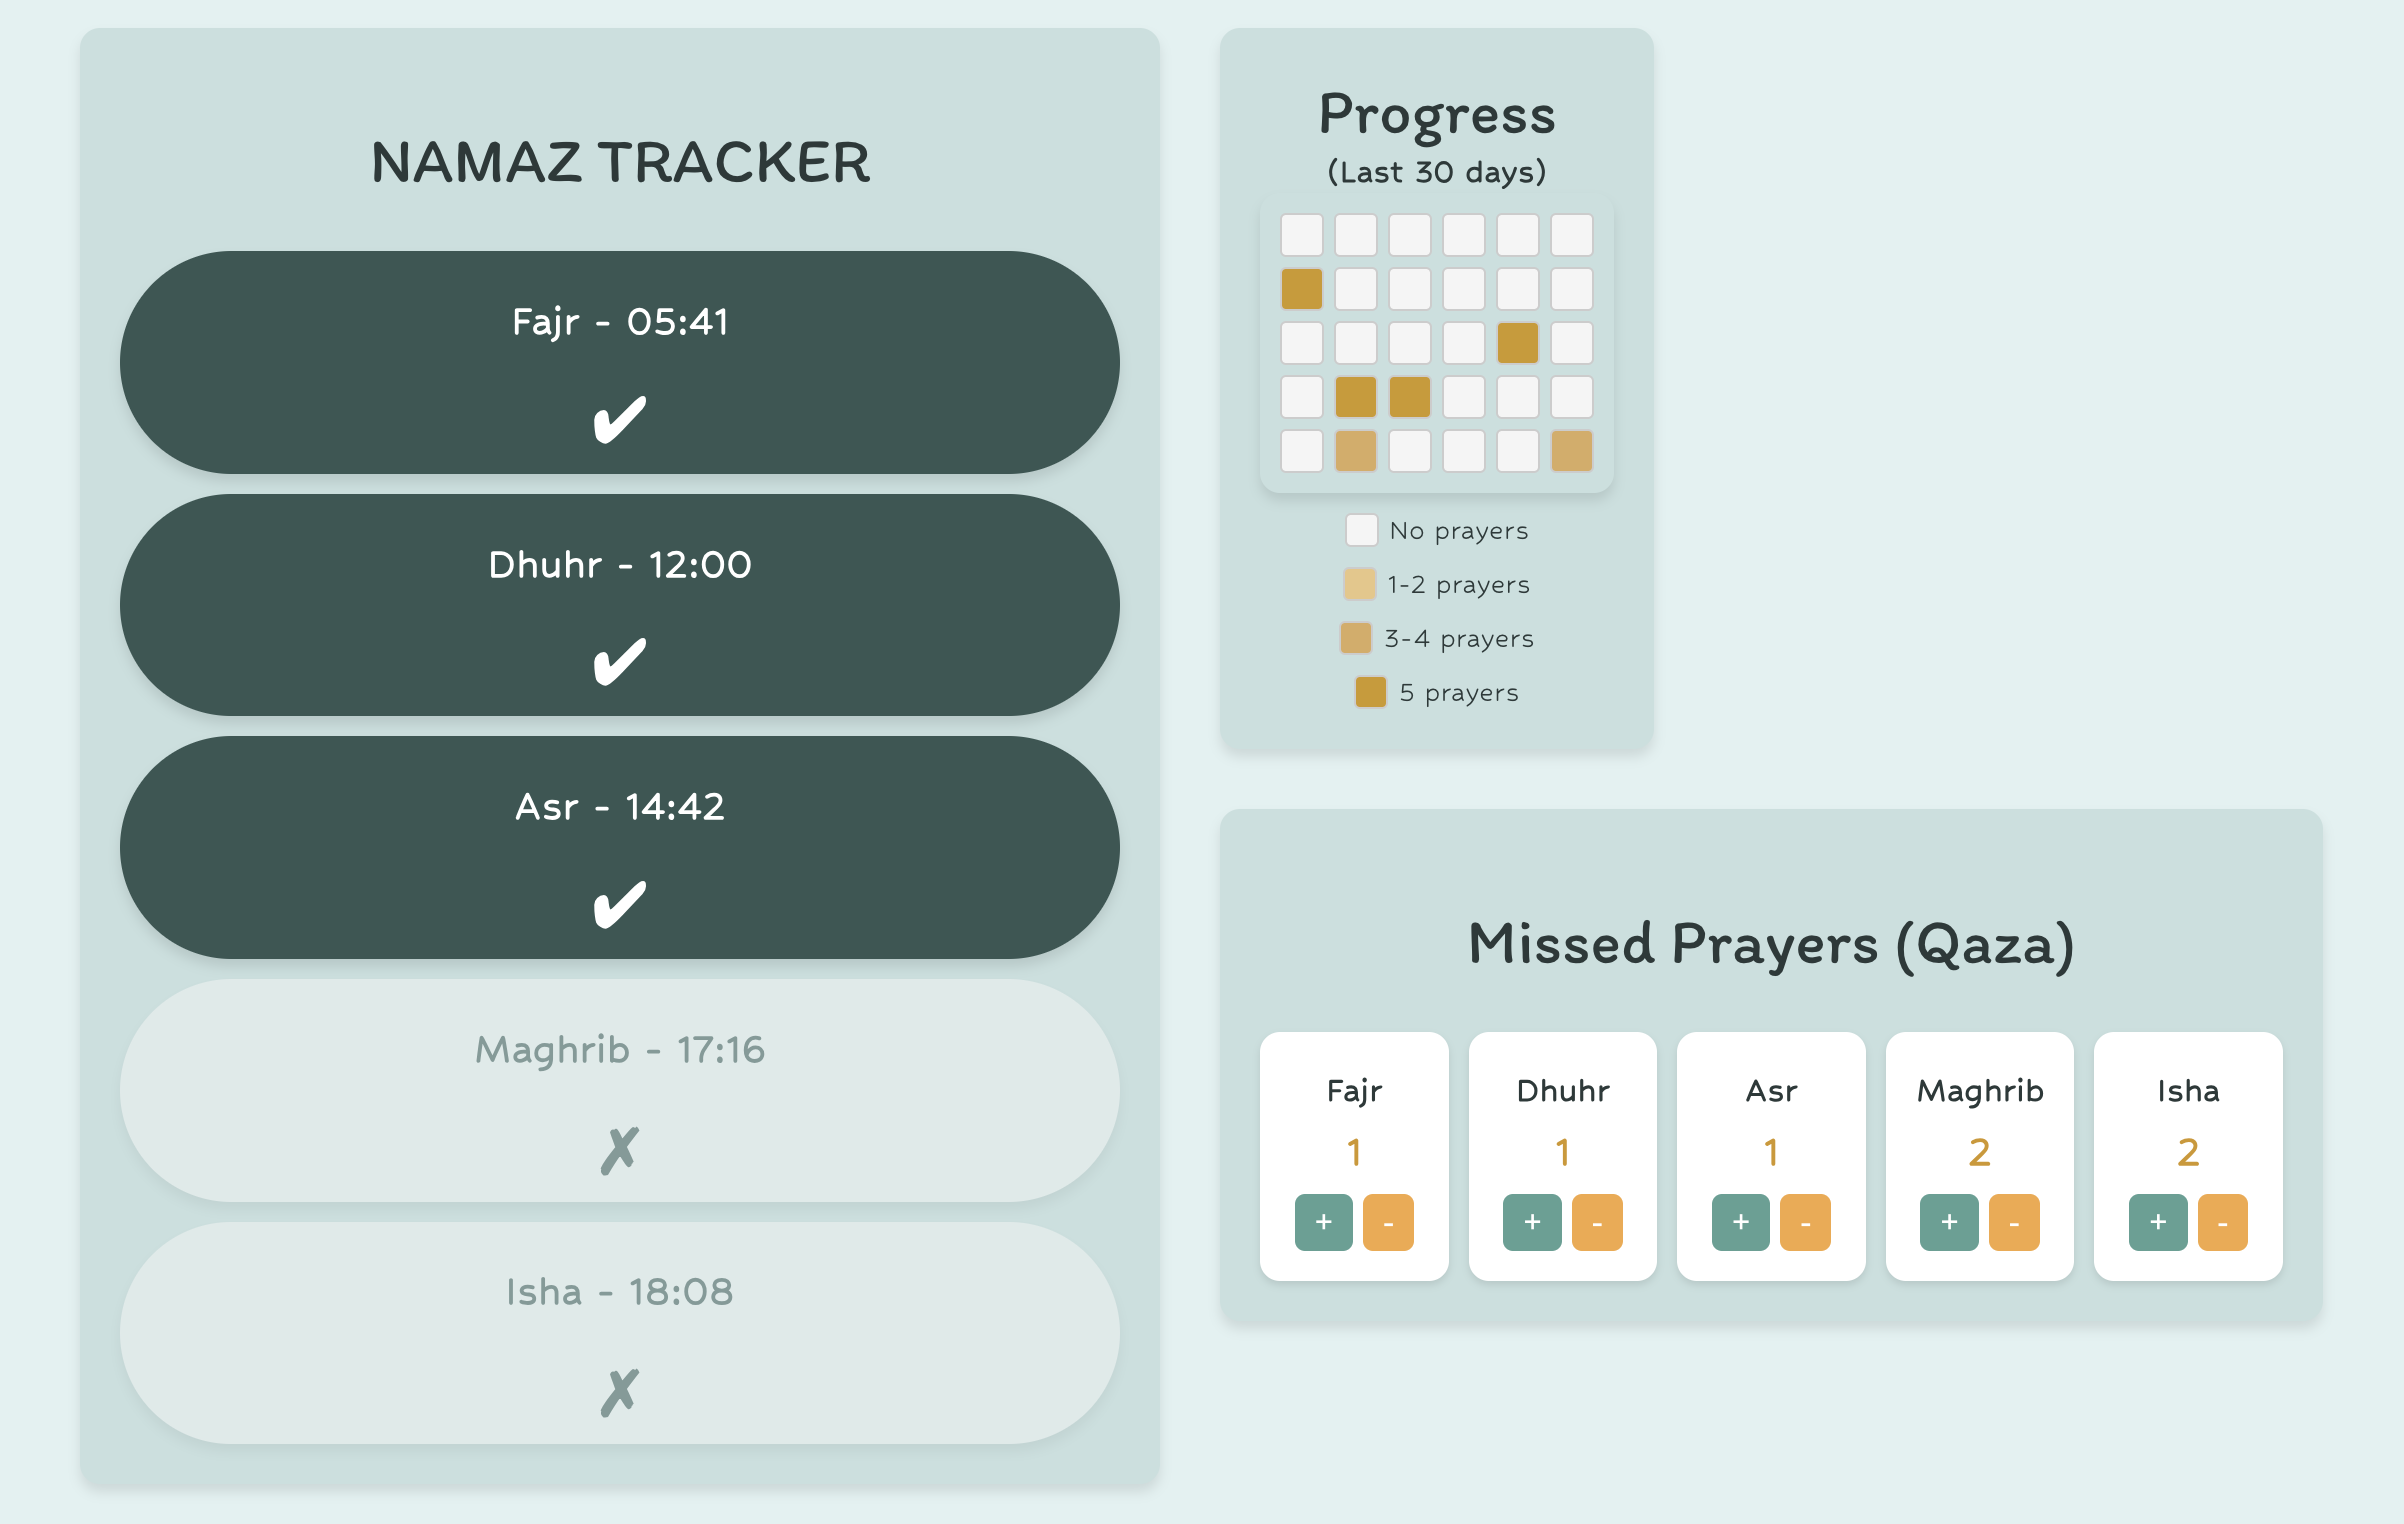 NAMAZ TRACKER
Fajr - 05:41
✔
Dhuhr - 12:00
✔
Asr - 14:42
✔
Maghrib - 17:16
✗
Isha - 18:08
✗
Progress
(Last 30 days)
No prayers
1-2 prayers
3-4 prayers
5 prayers
Missed Prayers (Qaza)
Fajr
1
+ -
Dhuhr
1
+ -
Asr
1
+ -
Maghrib
2
+ -
Isha
2
+ -